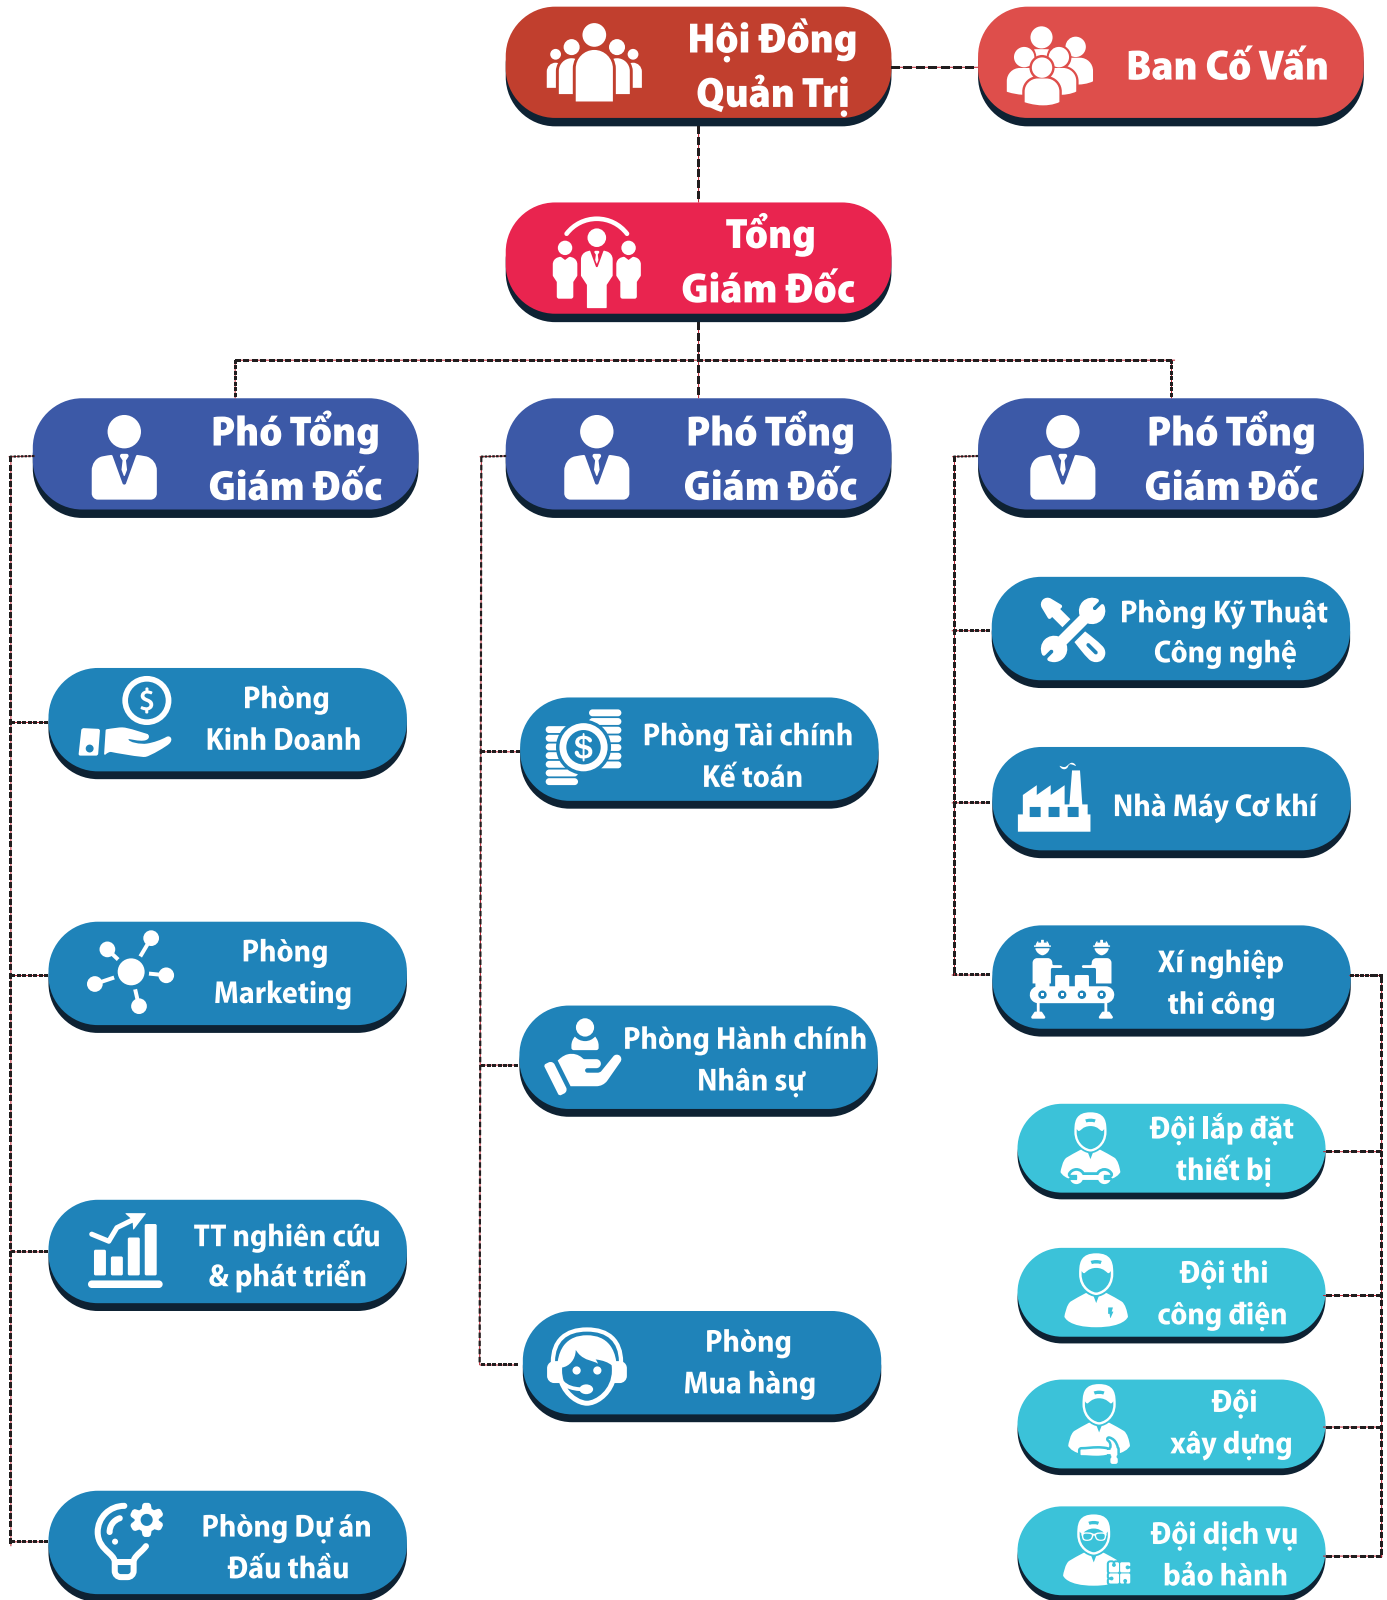 Hội Đồng
Quản Trị
Ban Cố Vấn
Tổng
Giám Đốc
Phó Tổng
Giám Đốc
Phó Tổng
Giám Đốc
Phó Tổng
Giám Đốc
Phòng
Kinh Doanh
Phòng
Marketing
TT nghiên cứu
& phát triển
Phòng Dự án
Đấu thầu
Phòng Tài chính
Kế toán
Phòng Hành chính
Nhân sự
Phòng
Mua hàng
Phòng Kỹ Thuật
Công nghệ
Nhà Máy Cơ khí
Xí nghiệp
thi công
Đội lắp đặt
thiết bị
Đội thi
công điện
Đội
xây dựng
Đội dịch vụ
bảo hành